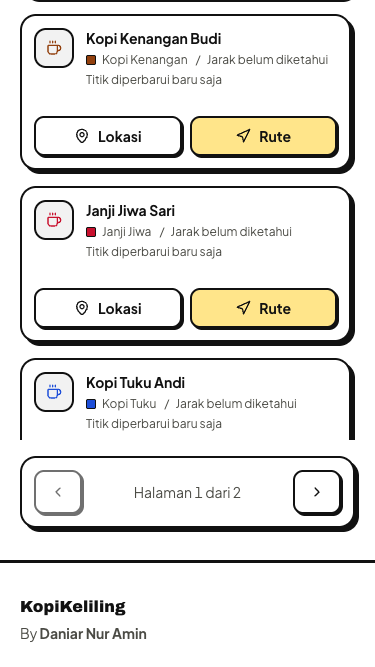 Kopi Kenangan Budi
Kopi Kenangan / Jarak belum diketahui
Titik diperbarui baru saja
Lokasi
Rute
Janji Jiwa Sari
Janji Jiwa / Jarak belum diketahui
Titik diperbarui baru saja
Lokasi
Rute
Kopi Tuku Andi
Kopi Tuku / Jarak belum diketahui
Titik diperbarui baru saja
Halaman 1 dari 2
KopiKeliling
By Daniar Nur Amin